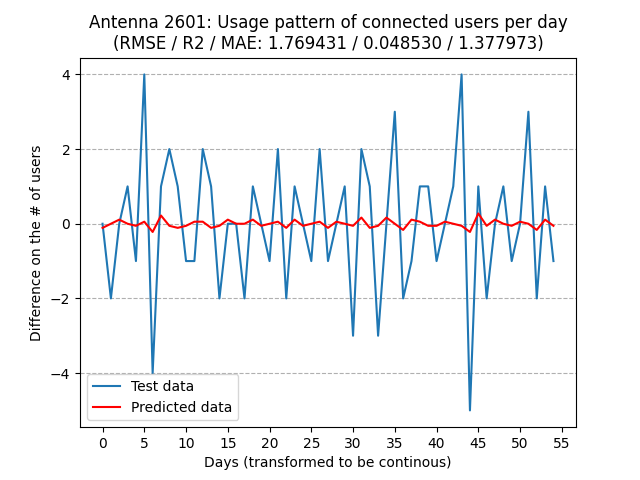 Antenna 2601: Usage pattern of connected users per day
(RMSE / R2 / MAE: 1.769431 / 0.048530 / 1.377973)
Difference on the # of users
4
2
0
−2
−4
Test data
Predicted data
0 5 10 15 20 25 30 35 40 45 50 55
Days (transformed to be continous)